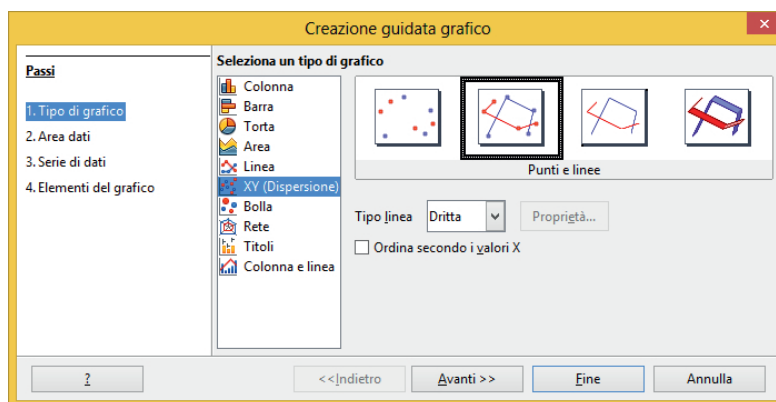 Creazione guidata grafico
×
Passi
1. Tipo di grafico
2. Area dati
3. Serie di dati
4. Elementi del grafico
Seleziona un tipo di grafico
Colonna
Barra
Torta
Area
Linea
XY (Dispersione)
Bolla
Rete
Titoli
Colonna e linea
Punti e linee
Tipo linea Dritta Proprietà...
Ordina secondo i valori X
? <<Indietro Avanti >> Fine Annulla